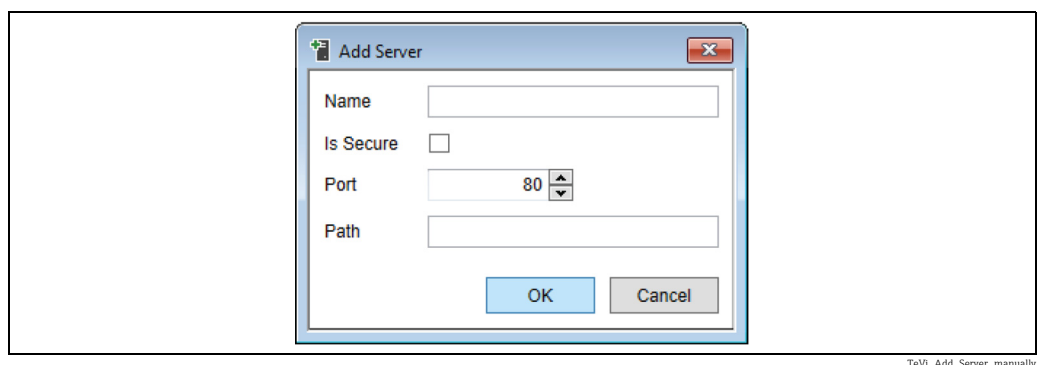 Add Server
Name
Is Secure
Port 80
Path
OK Cancel
TeVi_Add_Server_manually